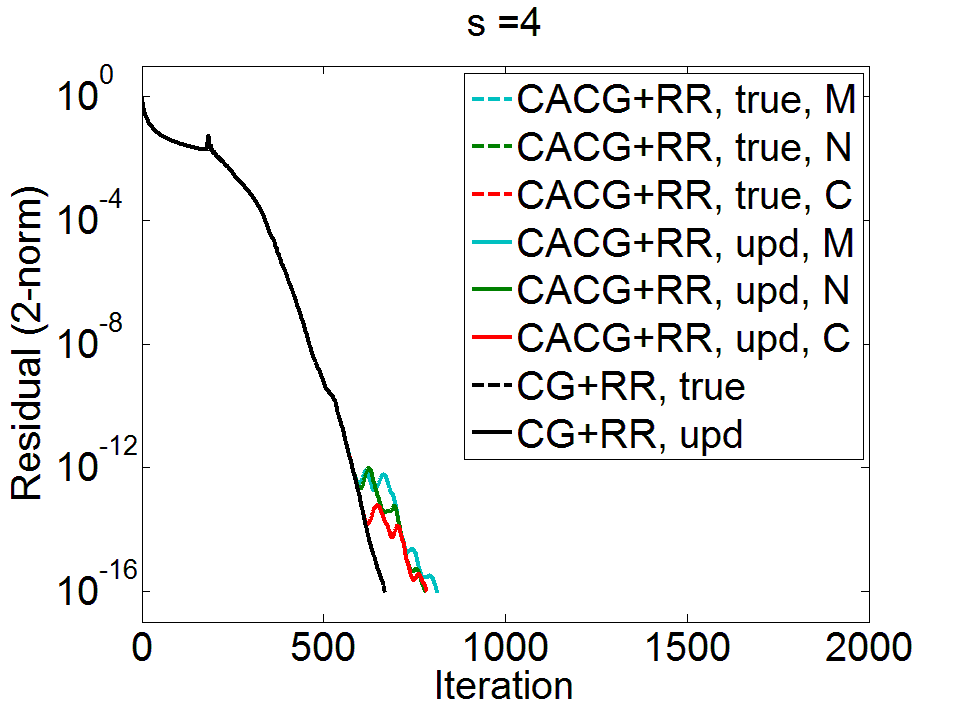 s =4
Residual (2-norm)
10^0
10^-4
10^-8
10^-12
10^-16
CACG+RR, true, M
CACG+RR, true, N
CACG+RR, true, C
CACG+RR, upd, M
CACG+RR, upd, N
CACG+RR, upd, C
CG+RR, true
CG+RR, upd
0 500 1000 1500 2000
Iteration